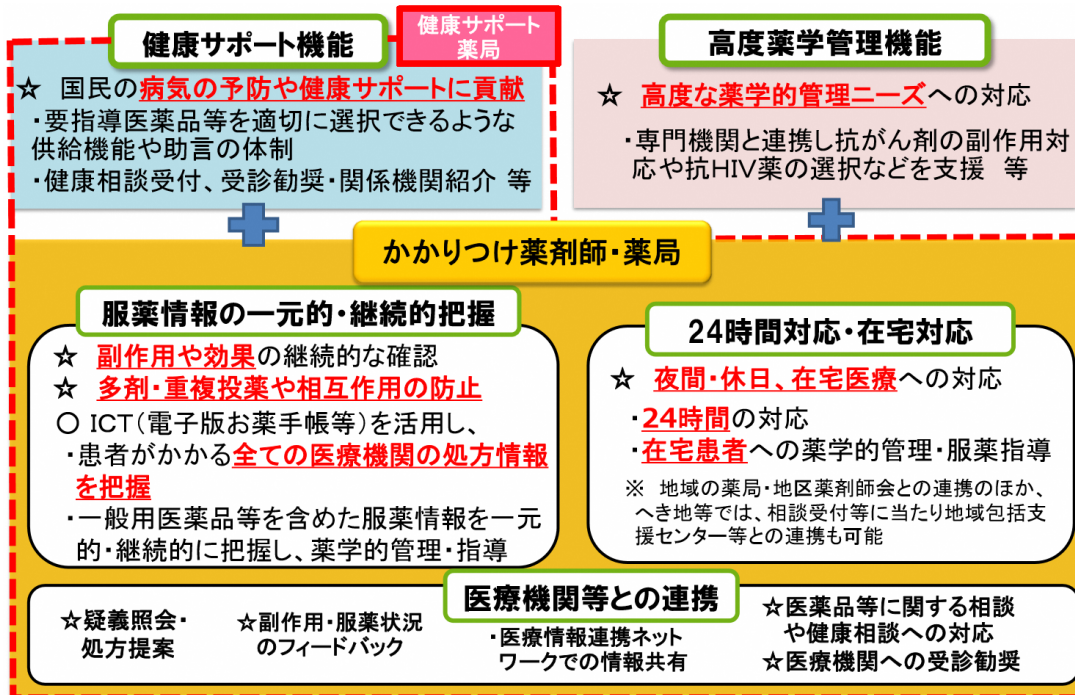 健康サポート機能
健康サポート
薬局
☆ 国民の病気の予防や健康サポートに貢献
・要指導医薬品等を適切に選択できるような
供給機能や助言の体制
・健康相談受付、受診勧奨・関係機関紹介 等
高度薬学管理機能
☆ 高度な薬学的管理ニーズへの対応
・専門機関と連携し抗がん剤の副作用対
応や抗HIV薬の選択などを支援 等
かかりつけ薬剤師・薬局
服薬情報の一元的・継続的把握
☆ 副作用や効果の継続的な確認
☆ 多剤・重複投薬や相互作用の防止
○ ICT(電子版お薬手帳等)を活用し、
・患者がかかる全ての医療機関の処方情報
を把握
・一般用医薬品等を含めた服薬情報を一元
的・継続的に把握し、薬学的管理・指導
24時間対応・在宅対応
☆ 夜間・休日、在宅医療への対応
・24時間の対応
・在宅患者への薬学的管理・服薬指導
※ 地域の薬局・地区薬剤師会との連携のほか、
へき地等では、相談受付等に当たり地域包括支
援センター等との連携も可能
医療機関等との連携
☆疑義照会・
処方提案
☆副作用・服薬状況
のフィードバック
・医療情報連携ネット
ワークでの情報共有
☆医薬品等に関する相談
や健康相談への対応
☆医療機関への受診勧奨